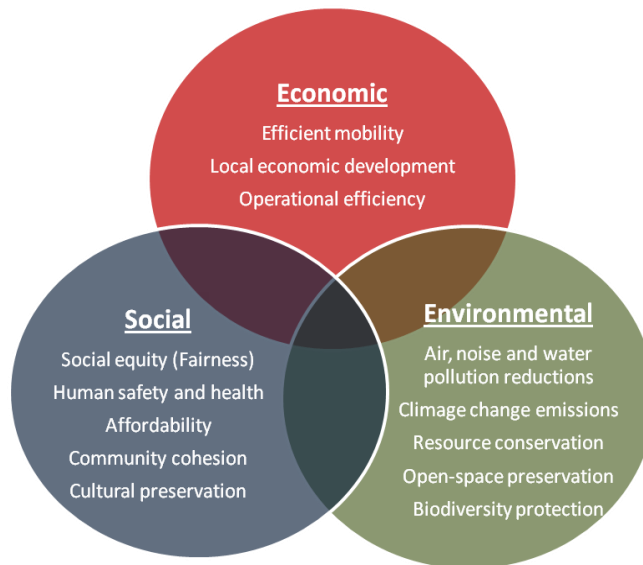 Economic
Efficient mobility
Local economic development
Operational efficiency
Social
Social equity (Fairness)
Human safety and health
Affordability
Community cohesion
Cultural preservation
Environmental
Air, noise and water
pollution reductions
Climage change emissions
Resource conservation
Open-space preservation
Biodiversity protection